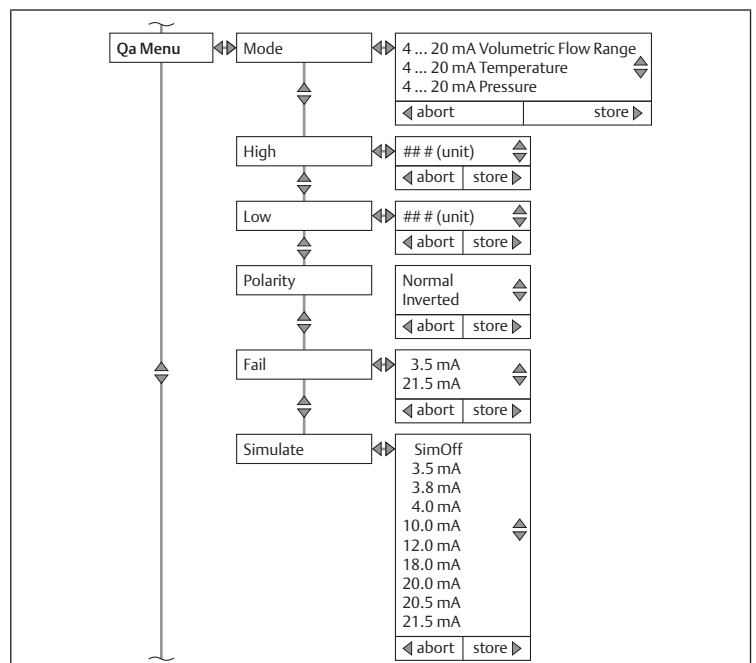 Qa Menu
Mode
4 ... 20 mA Volumetric Flow Range
4 ... 20 mA Temperature
4 ... 20 mA Pressure
abort
store
High
## # (unit)
abort
store
Low
## # (unit)
abort
store
Polarity
Normal
Inverted
abort
store
Fail
3.5 mA
21.5 mA
abort
store
Simulate
SimOff
3.5 mA
3.8 mA
4.0 mA
10.0 mA
12.0 mA
18.0 mA
20.0 mA
20.5 mA
21.5 mA
abort
store